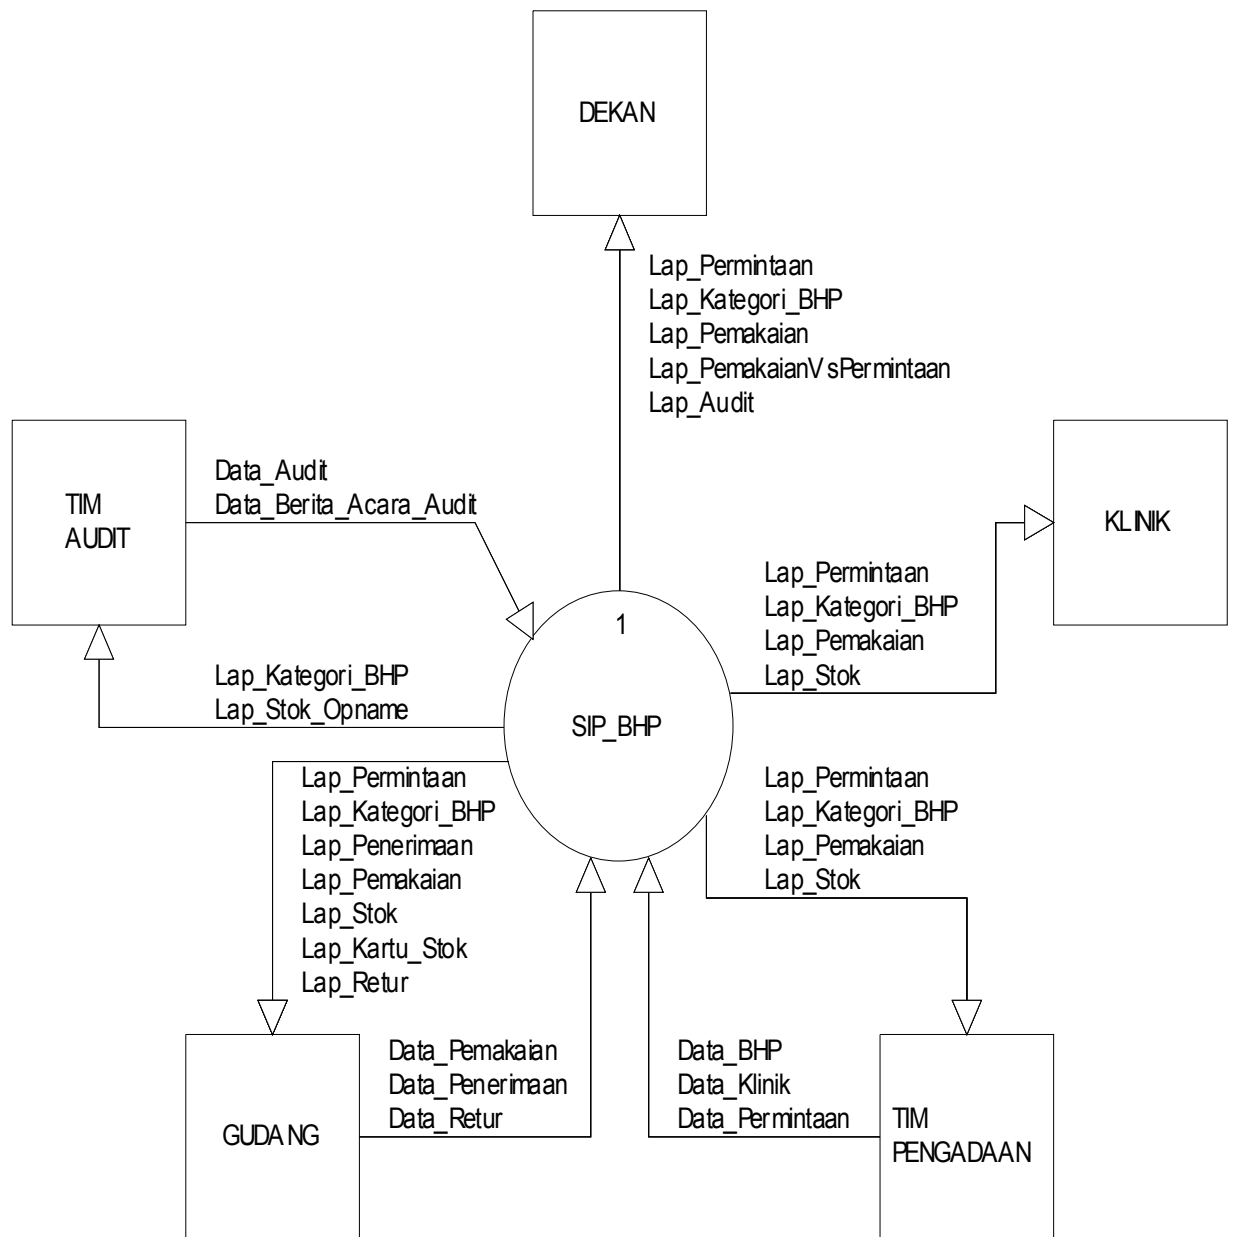 DEKAN
Lap_Permintaan
Lap_Kategori_BHP
Lap_Pemakaian
Lap_PemakaianVsPermintaan
Lap_Audit
TIM
AUDIT
Data_Audit
Data_Berita_Acara_Audit
KLINIK
Lap_Permintaan
Lap_Kategori_BHP
Lap_Pemakaian
Lap_Stok
1
SIP_BHP
Lap_Kategori_BHP
Lap_Stok_Opname
Lap_Permintaan
Lap_Kategori_BHP
Lap_Penerimaan
Lap_Pemakaian
Lap_Stok
Lap_Kartu_Stok
Lap_Retur
Lap_Permintaan
Lap_Kategori_BHP
Lap_Pemakaian
Lap_Stok
GUDANG
Data_Pemakaian
Data_Penerimaan
Data_Retur
Data_BHP
Data_Klinik
Data_Permintaan
TIM
PENGADAAN